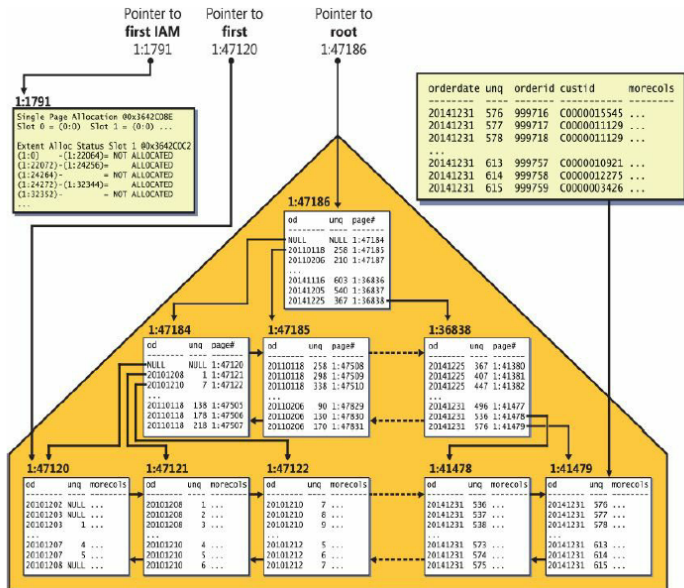 Pointer to
first IAM
1:1791
Pointer to
first
1:47120
Pointer to
root
1:47186
1:1791
Single Page Allocation @0x3642C08E
Slot 0 = (0:0) Slot 1 = (0:0) ...
Extent Alloc Status Slot 1 @0x3642C0C2
(1:0) -(1:22064)= NOT ALLOCATED
(1:22072)-(1:24256)= ALLOCATED
(1:24264)- = NOT ALLOCATED
(1:24272)-(1:32344)= ALLOCATED
(1:32352)- = NOT ALLOCATED
...
orderdate unq orderid custid morecols
--------- --- ------- ------ --------
20141231 576 999716 C0000015545 ...
20141231 577 999717 C0000011129 ...
20141231 578 999718 C0000011129 ...
...
20141231 613 999757 C0000010921 ...
20141231 614 999758 C0000012275 ...
20141231 615 999759 C0000003426 ...
1:47186
od unq page#
NULL NULL 1:47184
20110118 258 1:47185
20110206 210 1:47187
...
20141116 603 1:36836
20141205 540 1:36837
20141225 367 1:36838
1:47184
od unq page#
NULL NULL 1:47120
20101208 1 1:47121
20101210 7 1:47122
...
20110118 138 1:47505
20110118 178 1:47506
20110118 218 1:47507
1:47185
od unq page#
20110118 258 1:47508
20110118 298 1:47509
20110118 338 1:47510
...
20110206 90 1:47829
20110206 130 1:47830
20110206 170 1:47831
1:36838
od unq page#
20141225 367 1:41380
20141225 407 1:41381
20141225 447 1:41382
...
20141231 496 1:41477
20141231 536 1:41478
20141231 576 1:41479
1:47120
od unq morecols
20101202 NULL ...
20101203 NULL ...
20101203 1 ...
...
20101207 4 ...
20101207 5 ...
20101208 NULL ...
1:47121
od unq morecols
20101208 1 ...
20101208 2 ...
20101208 3 ...
...
20101210 4 ...
20101210 5 ...
20101210 6 ...
1:47122
od unq morecols
20101210 7 ...
20101210 8 ...
20101210 9 ...
...
20101212 5 ...
20101212 6 ...
20101212 7 ...
1:41478
od unq morecols
20141231 536 ...
20141231 537 ...
20141231 538 ...
...
20141231 573 ...
20141231 574 ...
20141231 575 ...
1:41479
od unq morecols
20141231 576 ...
20141231 577 ...
20141231 578 ...
...
20141231 613 ...
20141231 614 ...
20141231 615 ...